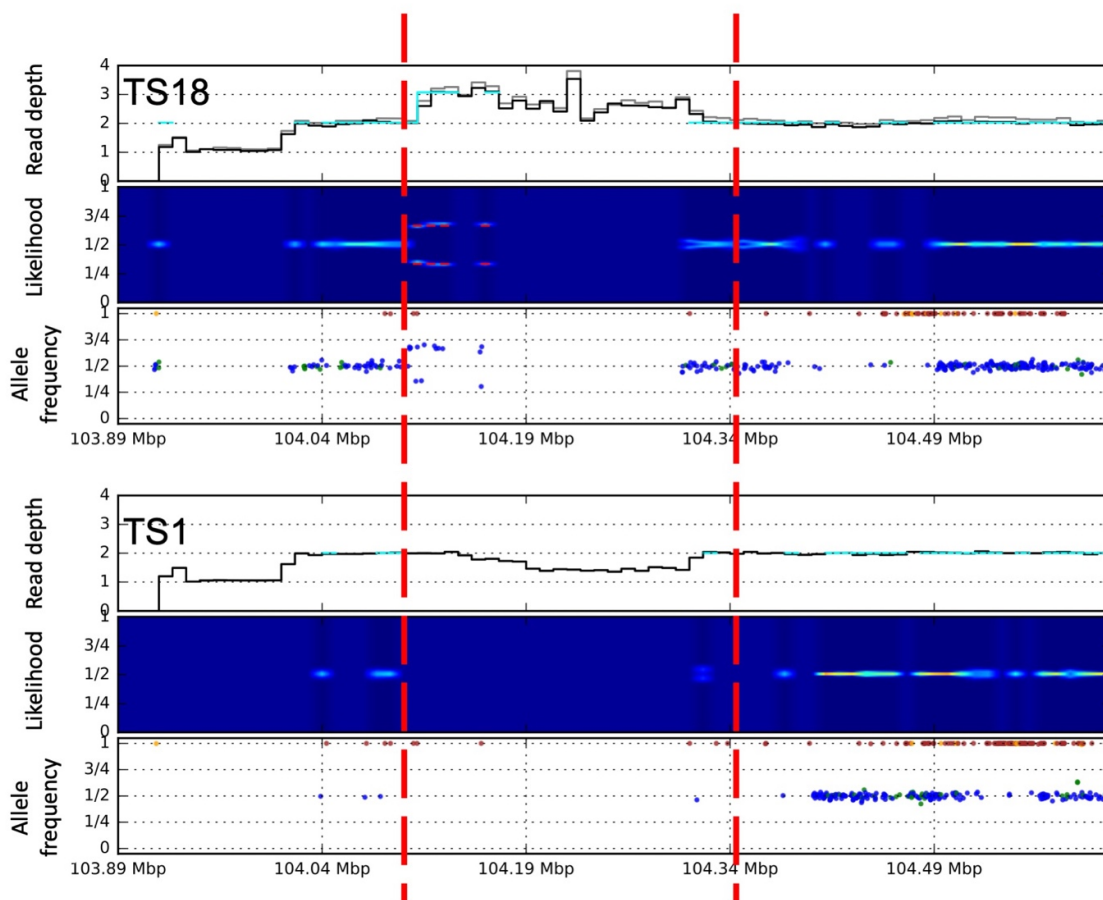 4
3
2
1
0
Read depth
TS18
1
3/4
1/2
1/4
0
Likelihood
1
3/4
1/2
1/4
0
Allele
frequency
103.89 Mbp 104.04 Mbp 104.19 Mbp 104.34 Mbp 104.49 Mbp
4
3
2
1
0
Read depth
TS1
1
3/4
1/2
1/4
0
Likelihood
1
3/4
1/2
1/4
0
Allele
frequency
103.89 Mbp 104.04 Mbp 104.19 Mbp 104.34 Mbp 104.49 Mbp